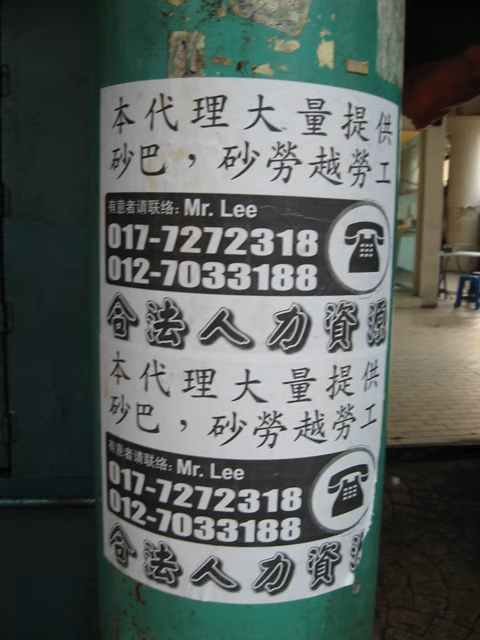 本代理大量提供
砂巴，砂勞越勞工
有意者请联络: Mr. Lee
017-7272318
012-7033188
合法人力資源
本代理大量提供
砂巴，砂勞越勞工
有意者请联络: Mr. Lee
017-7272318
012-7033188
合法人力資